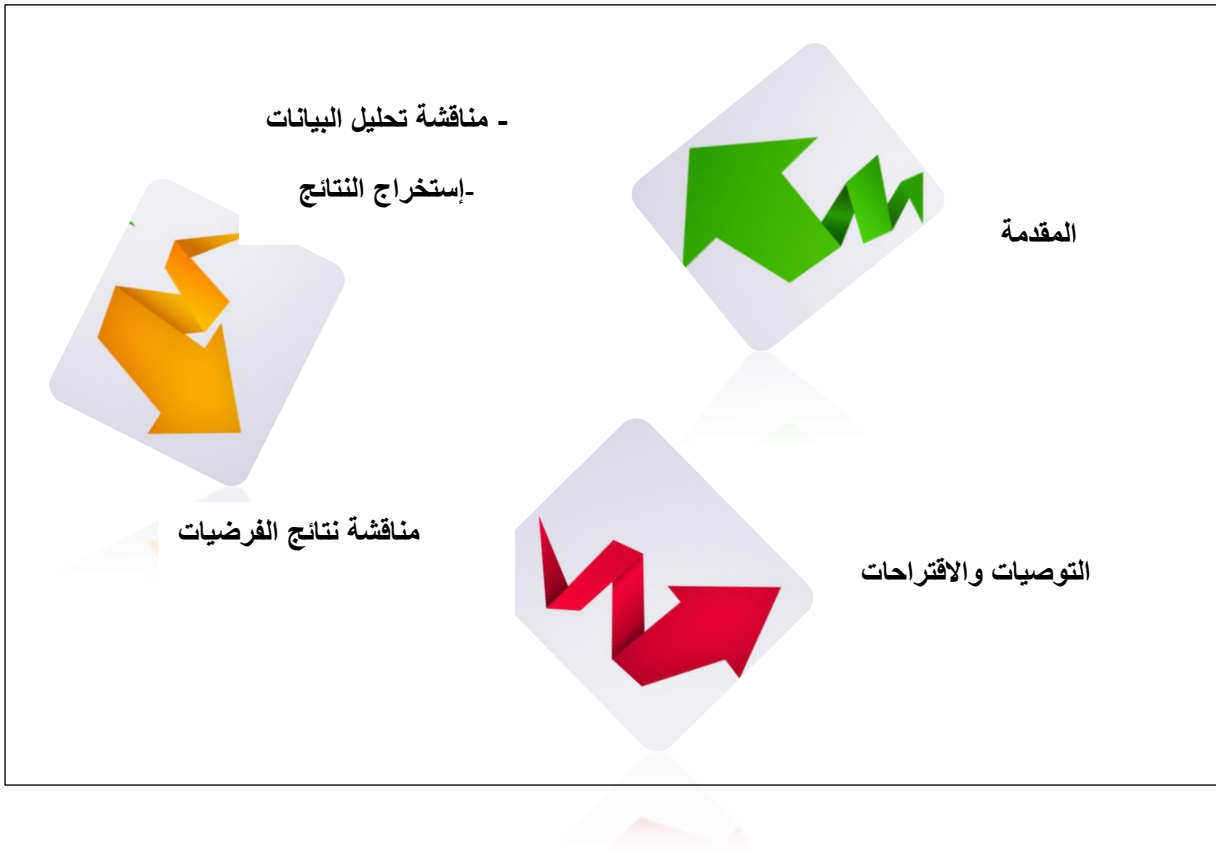 المقدمة
- مناقشة تحليل البيانات
-إستخراج النتائج
مناقشة نتائج الفرضيات
التوصيات والاقتراحات